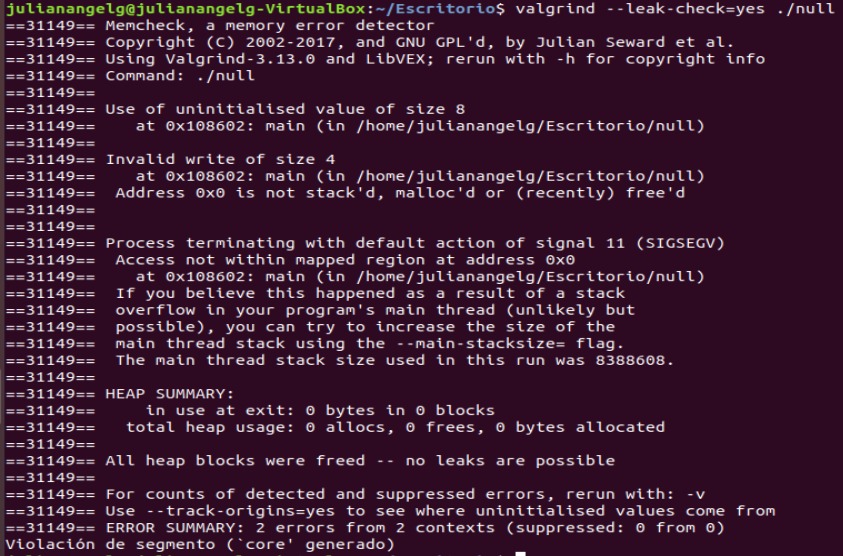 julianangelg@julianangelg-VirtualBox:~/Escritorio$ valgrind --leak-check=yes ./null
==31149== Memcheck, a memory error detector
==31149== Copyright (C) 2002-2017, and GNU GPL'd, by Julian Seward et al.
==31149== Using Valgrind-3.13.0 and LibVEX; rerun with -h for copyright info
==31149== Command: ./null
==31149==
==31149== Use of uninitialised value of size 8
==31149==    at 0x108602: main (in /home/julianangelg/Escritorio/null)
==31149==
==31149== Invalid write of size 4
==31149==    at 0x108602: main (in /home/julianangelg/Escritorio/null)
==31149==  Address 0x0 is not stack'd, malloc'd or (recently) free'd
==31149==
==31149==
==31149== Process terminating with default action of signal 11 (SIGSEGV)
==31149==  Access not within mapped region at address 0x0
==31149==    at 0x108602: main (in /home/julianangelg/Escritorio/null)
==31149==  If you believe this happened as a result of a stack
==31149==  overflow in your program's main thread (unlikely but
==31149==  possible), you can try to increase the size of the
==31149==  main thread stack using the --main-stacksize= flag.
==31149==  The main thread stack size used in this run was 8388608.
==31149==
==31149== HEAP SUMMARY:
==31149==     in use at exit: 0 bytes in 0 blocks
==31149==   total heap usage: 0 allocs, 0 frees, 0 bytes allocated
==31149==
==31149== All heap blocks were freed -- no leaks are possible
==31149==
==31149== For counts of detected and suppressed errors, rerun with: -v
==31149== Use --track-origins=yes to see where uninitialised values come from
==31149== ERROR SUMMARY: 2 errors from 2 contexts (suppressed: 0 from 0)
Violación de segmento (`core' generado)